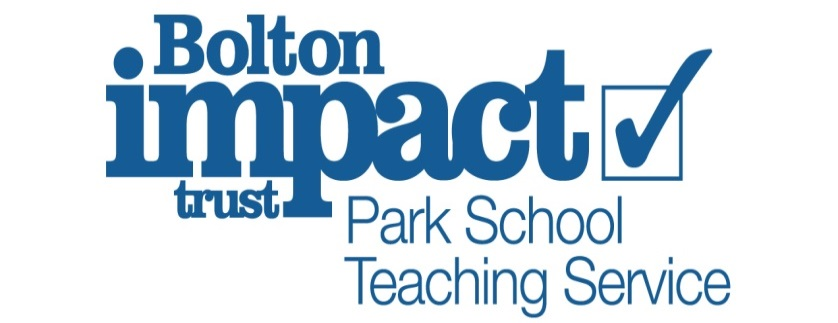 Bolton
impact
trust
Park School
Teaching Service